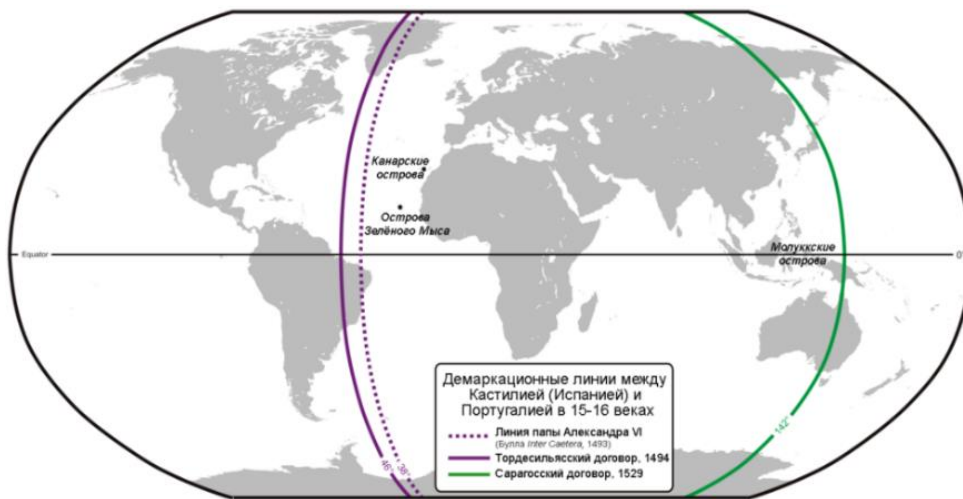 Канарские
острова
Острова
Зелёного Мыса
Equator
Молуккские
острова
0°
Демаркационные линии между
Кастилией (Испанией) и
Португалией в 15-16 веках
Линия папы Александра VI
(Булла Inter Caetera, 1493)
Тордесильясский договор, 1494
Сарагосский договор, 1529
46°
38°
142°